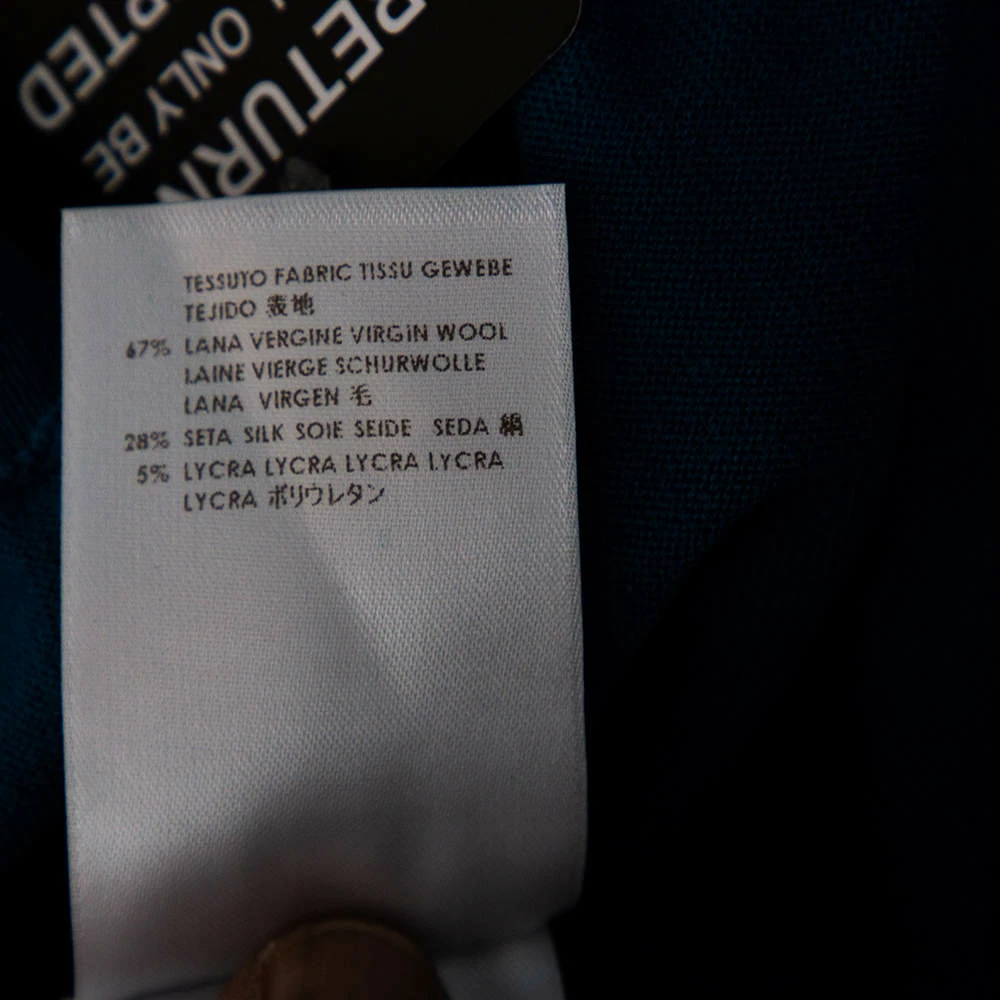 RETURN
ONLY BE
PTED
TESSUTO FABRIC TISSU GEWEBE
TEJIDO 表地
67% LANA VERGINE VIRGIN WOOL
LAINE VIERGE SCHURWOLLE
LANA VIRGEN 毛
28% SETA SILK SOIE SEIDE SEDA 絹
5% LYCRA LYCRA LYCRA LYCRA
LYCRA ポリウレタン